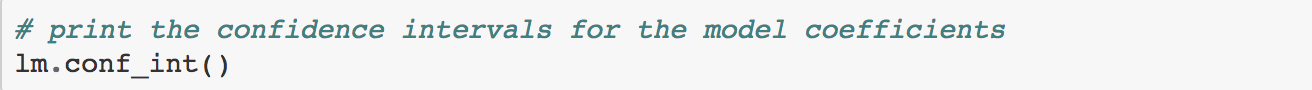 # print the confidence intervals for the model coefficients
lm.conf_int()